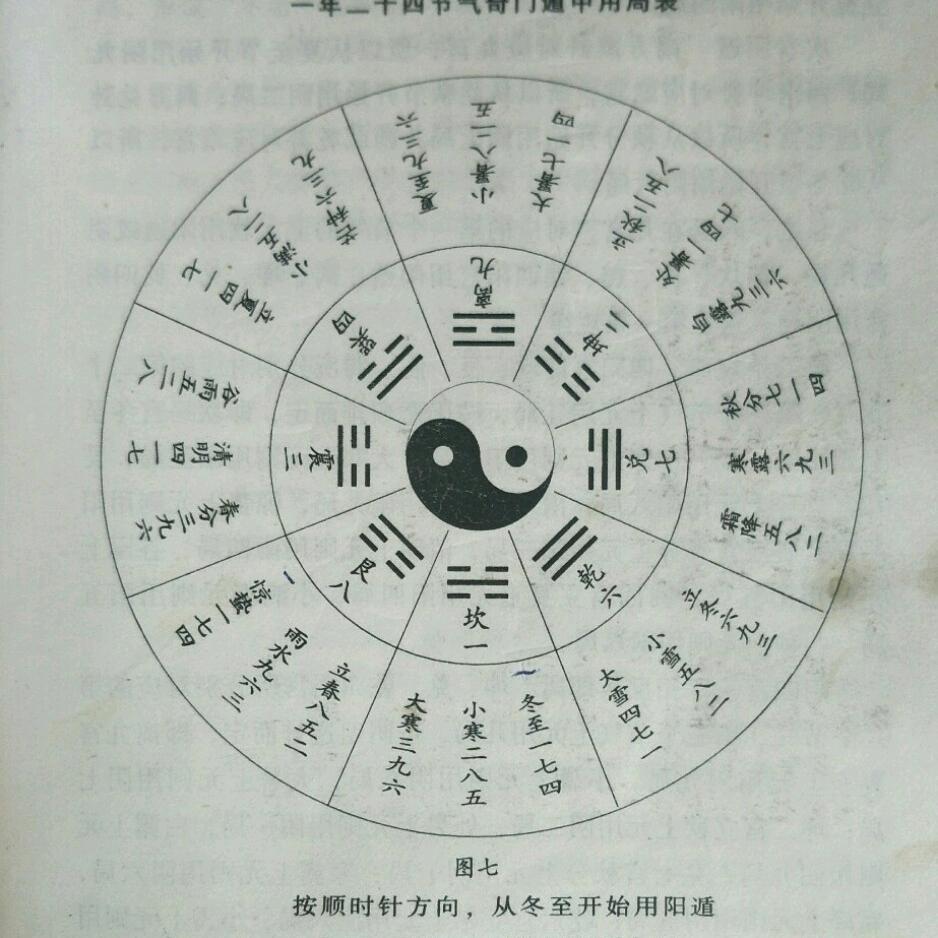 一年二十四节气奇门遁甲用局表
冬至一七四
小寒二八五
大寒三九六
立春八五二
雨水九六三
惊蛰一七四
春分三九六
清明四一七
谷雨五二八
立夏四 七
小满五二八
芒种六三九
夏至九三六
小暑八二五
大暑七 四
立秋二五八
处暑一四七
白露九三六
秋分七一四
寒露六九三
霜降五八二
立冬六九三
小雪五八二
大雪四七一
坎一
艮八
震三
巽四
离九
坤二
兑七
乾六
图七
按顺时针方向，从冬至开始用阳遁